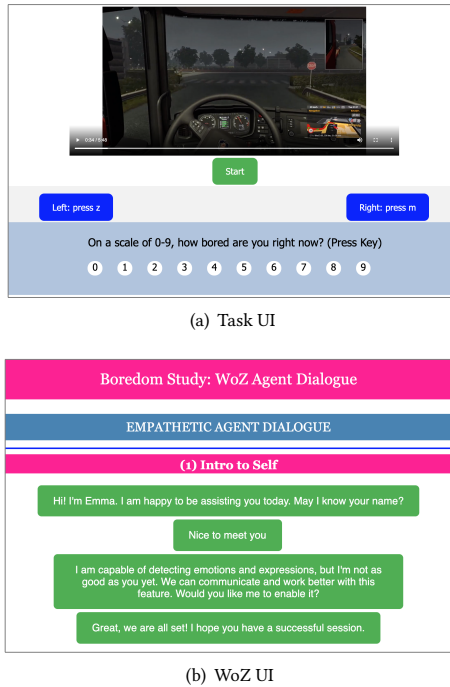 0:54 / 9:48
Start
Left: press z
Right: press m
On a scale of 0-9, how bored are you right now? (Press Key)
0 1 2 3 4 5 6 7 8 9
(a) Task UI
Boredom Study: WoZ Agent Dialogue
EMPATHETIC AGENT DIALOGUE
(1) Intro to Self
Hi! I'm Emma. I am happy to be assisting you today. May I know your name?
Nice to meet you
I am capable of detecting emotions and expressions, but I'm not as
good as you yet. We can communicate and work better with this
feature. Would you like me to enable it?
Great, we are all set! I hope you have a successful session.
(b) WoZ UI